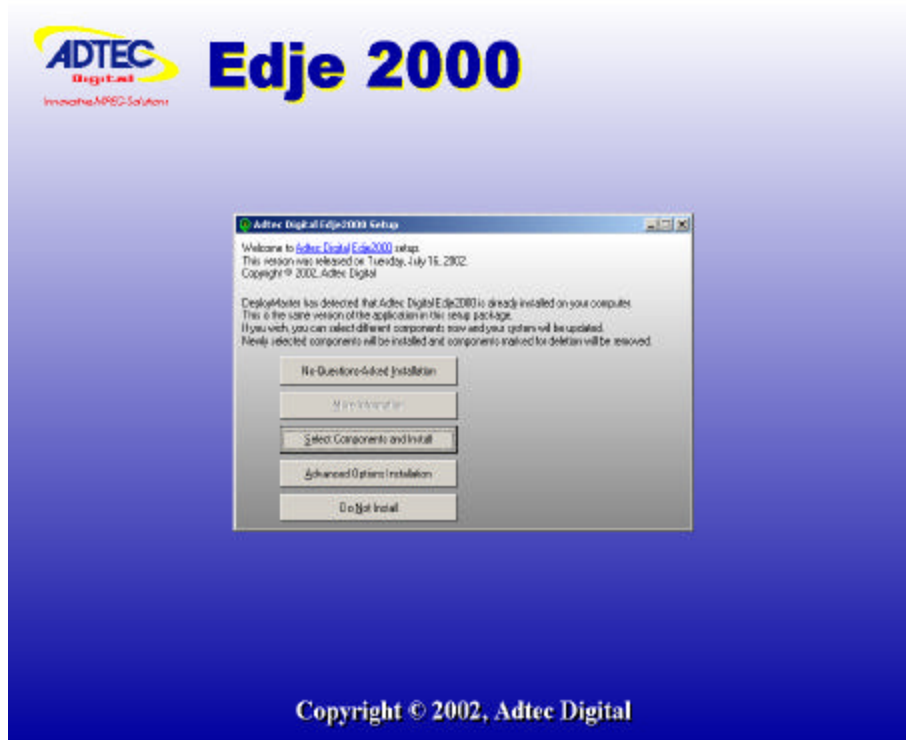 ADTEC
Digital
Innovative MPEG-2 Solutions
Edje 2000
Adtec Digital Edje2000 Setup
Welcome to Adtec Digital Edje2000 setup.
This version was released on Tuesday, July 16, 2002.
Copyright © 2002, Adtec Digital
DeployMaster has detected that Adtec Digital Edje2000 is already installed on your computer.
This is the same version of the application in this setup package.
If you wish, you can select different components now and your system will be updated.
Newly selected components will be installed and components marked for deletion will be removed.
No-Questions-Asked Installation
More Information
Select Components and Install
Advanced Options Installation
Do Not Install
Copyright © 2002, Adtec Digital